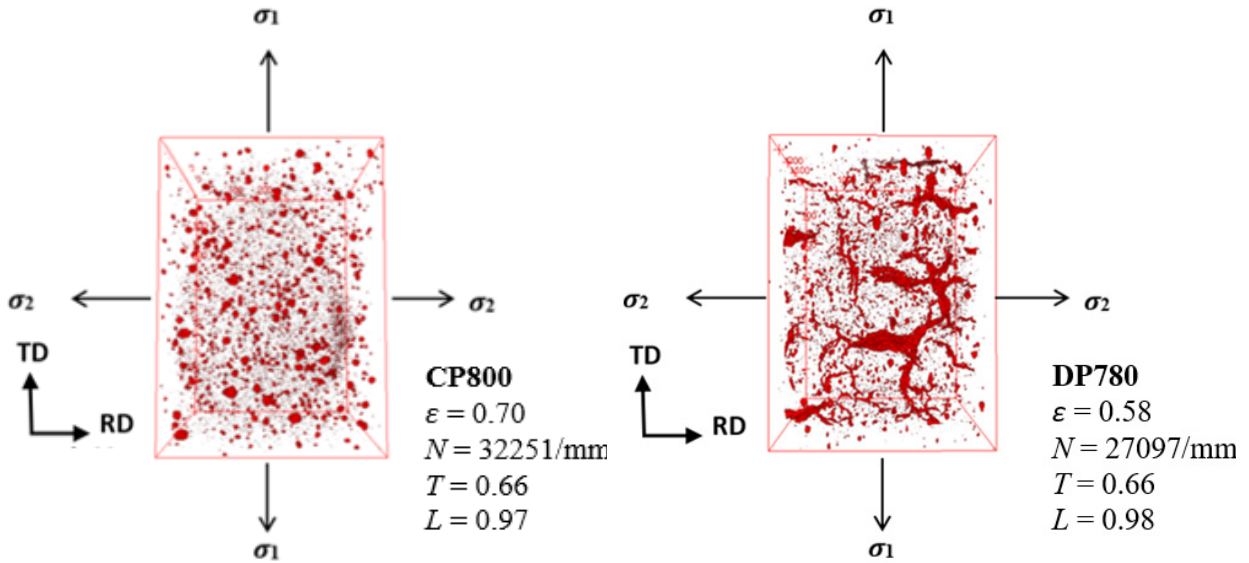 σ1
σ2
σ2
TD
RD
CP800
ε = 0.70
N = 32251/mm
T = 0.66
L = 0.97
σ1
σ1
σ2
σ2
TD
RD
DP780
ε = 0.58
N = 27097/mm
T = 0.66
L = 0.98
σ1